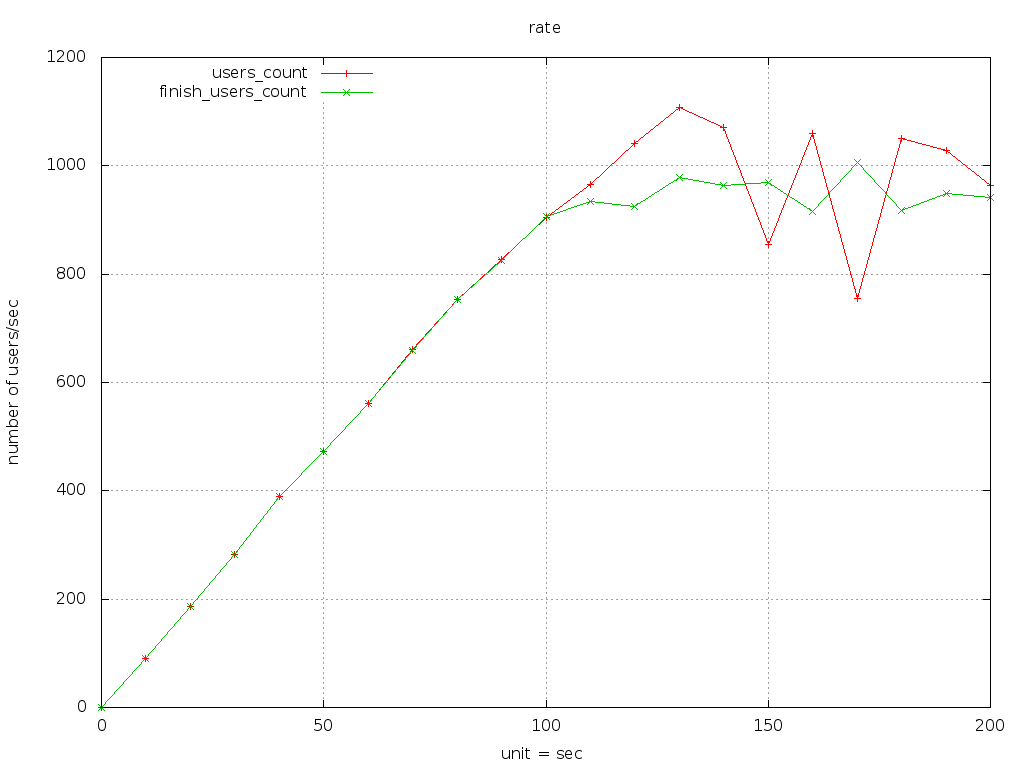 rate
1200
1000
800
600
400
200
0
users_count
finish_users_count
number of users/sec
0 50 100 150 200
unit = sec